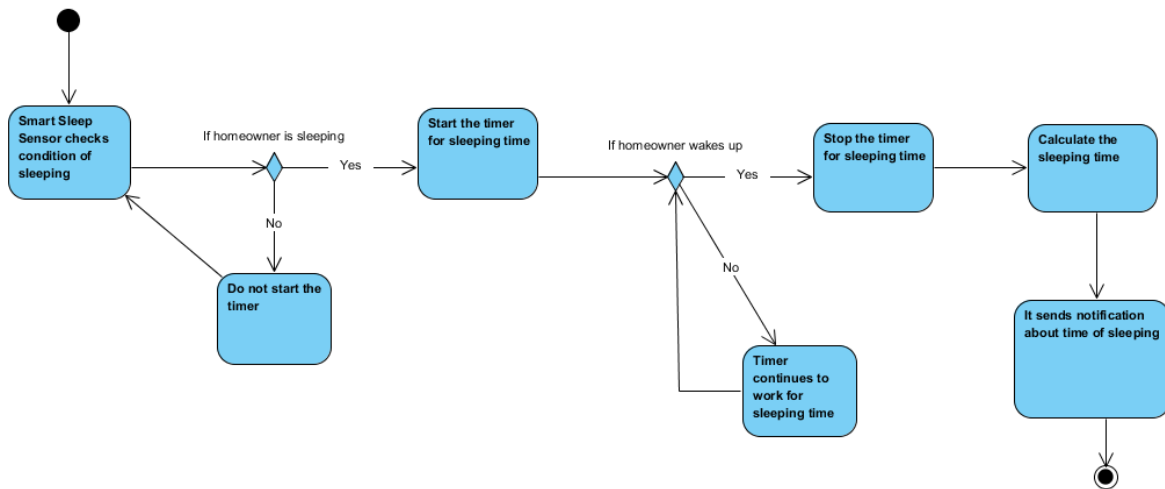 Smart Sleep
Sensor checks
condition of
sleeping
If homeowner is sleeping
Yes
No
Do not start the
timer
Start the timer
for sleeping time
If homeowner wakes up
Yes
No
Timer
continues to
work for
sleeping time
Stop the timer
for sleeping time
Calculate the
sleeping time
It sends notification
about time of sleeping